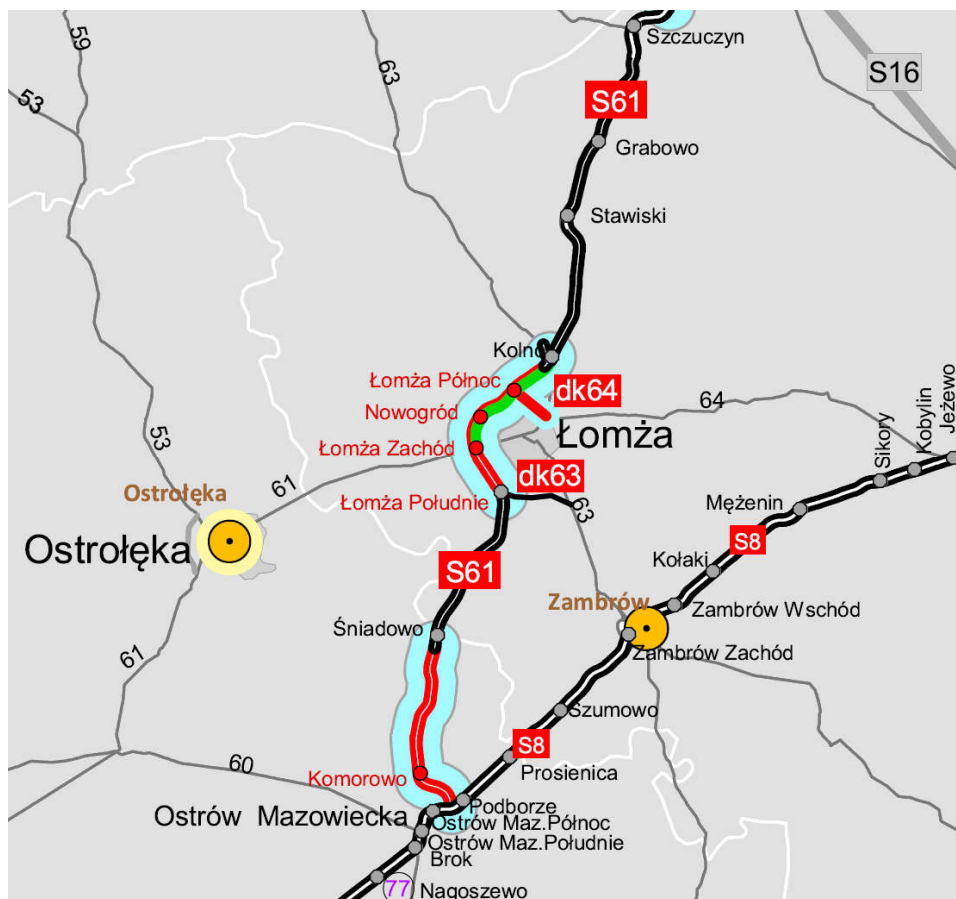 59
63
Szczuczyn
S16
53
S61
Grabowo
Stawiski
Kolno
Łomża Północ
dk64
Nowogród
64
Łomża
Łomża Zachód
53
61
dk63
Ostrołęka
Łomża Południe
63
Sikory
Kobylin
Jeżewo
Mężenin
Ostrołęka
S8
S61
Kołaki
Zambrów
Zambrów Wschód
Śniadowo
Zambrów Zachód
61
Szumowo
S8
60
Komorowo
Prosienica
Podborze
Ostrów Mazowiecka
Ostrów Maz.Północ
Ostrów Maz.Południe
Brok
77
Nagoszewo